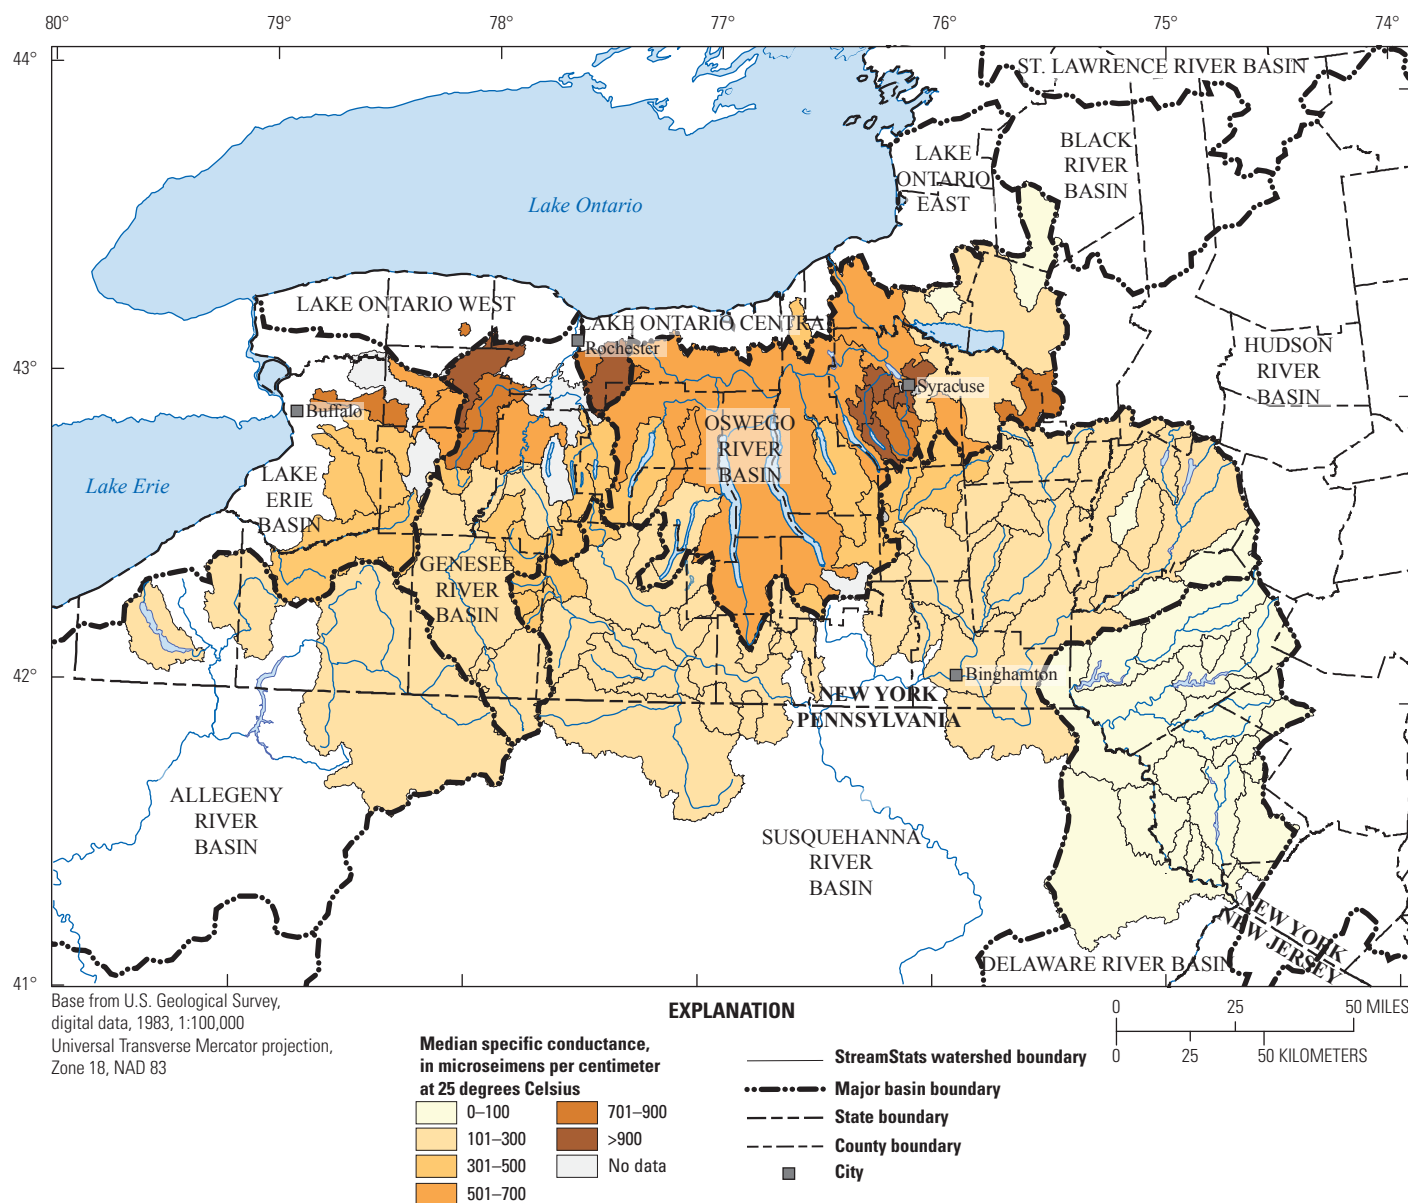 80°
79°
78°
77°
76°
75°
74°
44°
43°
42°
41°
ST. LAWRENCE RIVER BASIN
BLACK
RIVER
BASIN
LAKE
ONTARIO
EAST
Lake Ontario
LAKE ONTARIO WEST
LAKE ONTARIO CENTRA
Rochester
HUDSON
RIVER
BASIN
Syracuse
Buffalo
OSWEGO
RIVER
BASIN
Lake Erie
LAKE
ERIE
BASIN
GENESEE
RIVER
BASIN
Binghamton
NEW YORK
PENNSYLVANIA
ALLEGENY
RIVER
BASIN
SUSQUEHANNA
RIVER
BASIN
NEW YORK
NEW JERSEY
DELAWARE RIVER BASIN
Base from U.S. Geological Survey,
digital data, 1983, 1:100,000
Universal Transverse Mercator projection,
Zone 18, NAD 83
EXPLANATION
0 25 50 MILES
0 25 50 KILOMETERS
Median specific conductance,
in microseimens per centimeter
at 25 degrees Celsius
0–100
101–300
301–500
501–700
701–900
>900
No data
StreamStats watershed boundary
Major basin boundary
State boundary
County boundary
City